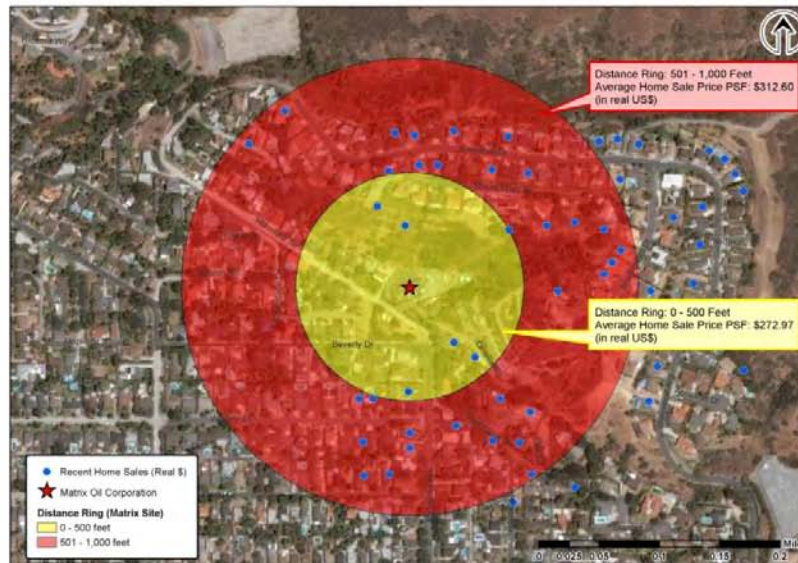 Distance Ring: 501 - 1,000 Feet
Average Home Sale Price PSF: $312.60
(in real US$)
Distance Ring: 0 - 500 Feet
Average Home Sale Price PSF: $272.97
(in real US$)
Beverly Dr
Recent Home Sales (Real $)
Matrix Oil Corporation
Distance Ring (Matrix Site)
0 - 500 feet
501 - 1,000 feet
0 0.025 0.05 0.1 0.15 0.2